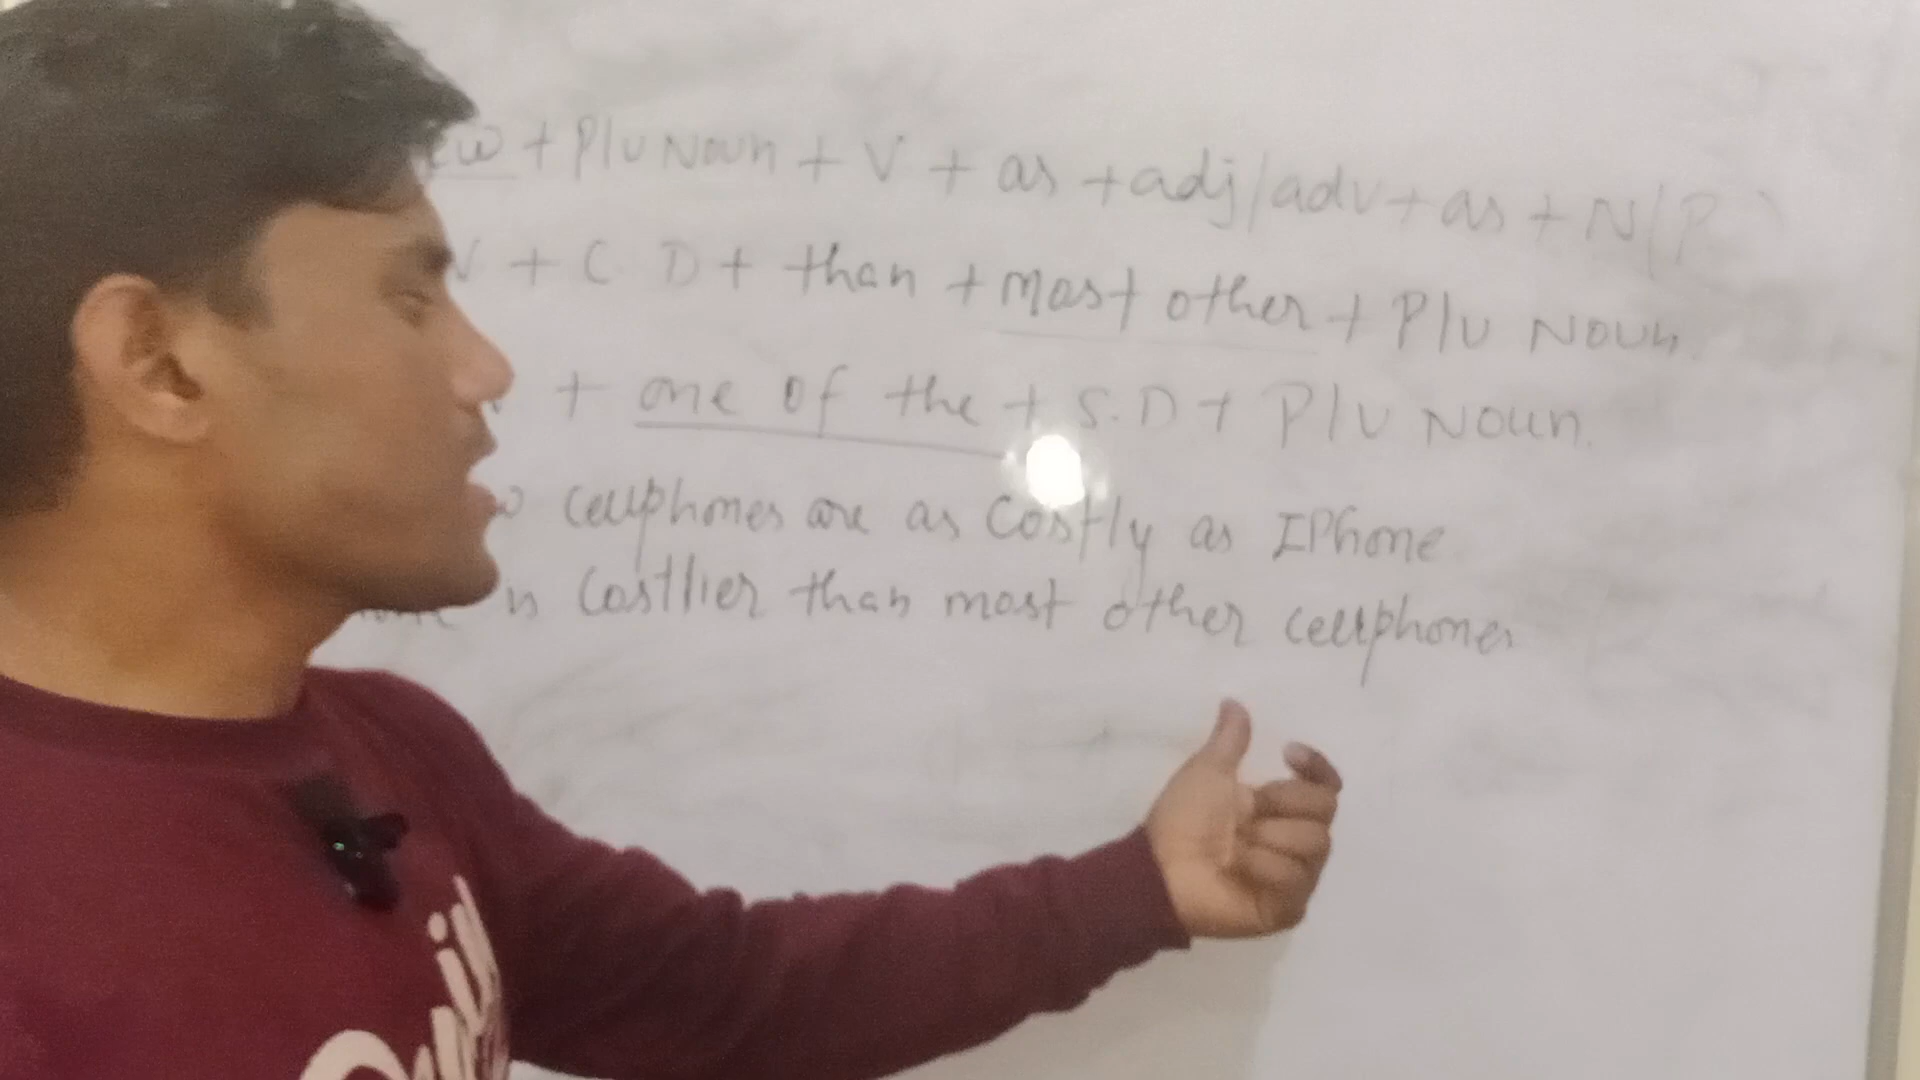 + Plu Noun + V + as + adj/adv + as + N/P
+ C D + than + most other + Plu Noun
+ one of the + S.D + Plu Noun.
cellphones are as Costly as IPhone
is Costlier than most other cellphones